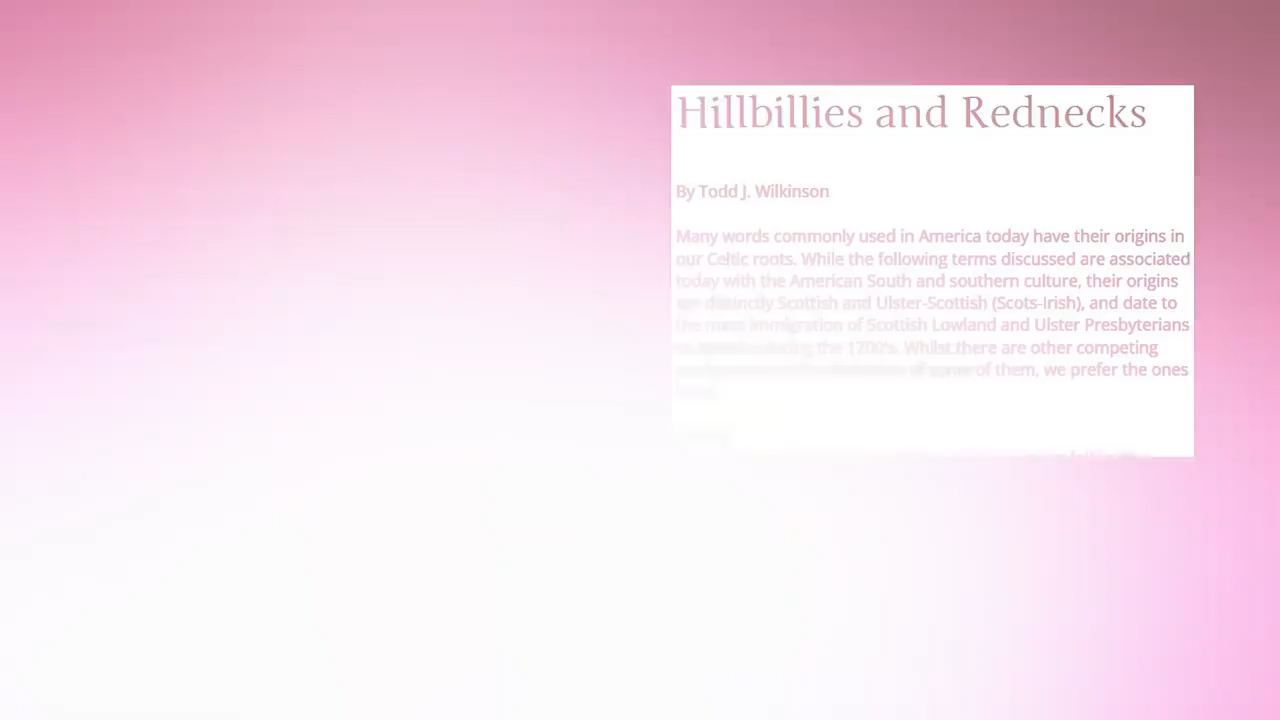 Hillbillies and Rednecks
By Todd J. Wilkinson
Many words commonly used in America today have their origins in
our Celtic roots. While the following terms discussed are associated
today with the American South and southern culture, their origins
are distinctly Scottish and Ulster-Scottish (Scots-Irish), and date to
the mass immigration of Scottish Lowland and Ulster Presbyterians
the 1700's. Whilst there are other competing
of some of them, we prefer the ones